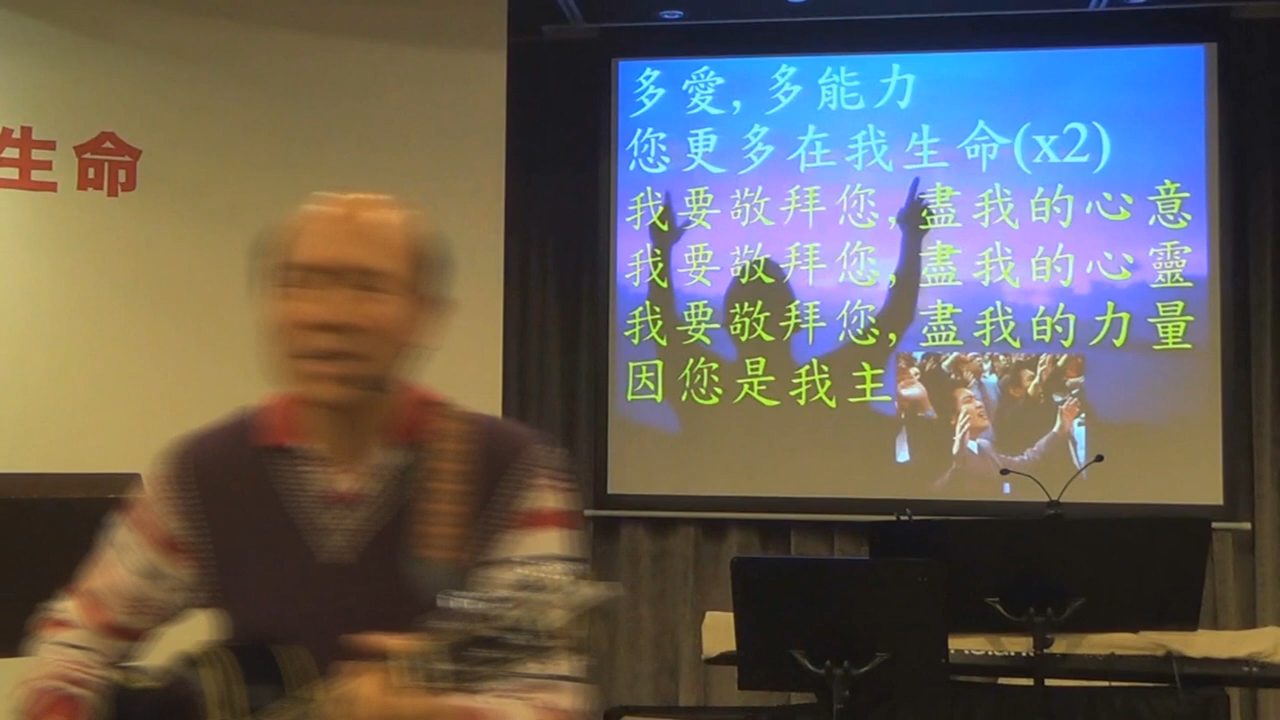 生命
多愛, 多能力
您更多在我生命(x2)
我要敬拜您, 盡我的心意
我要敬拜您, 盡我的心靈
我要敬拜您, 盡我的力量
因您是我主
Roland